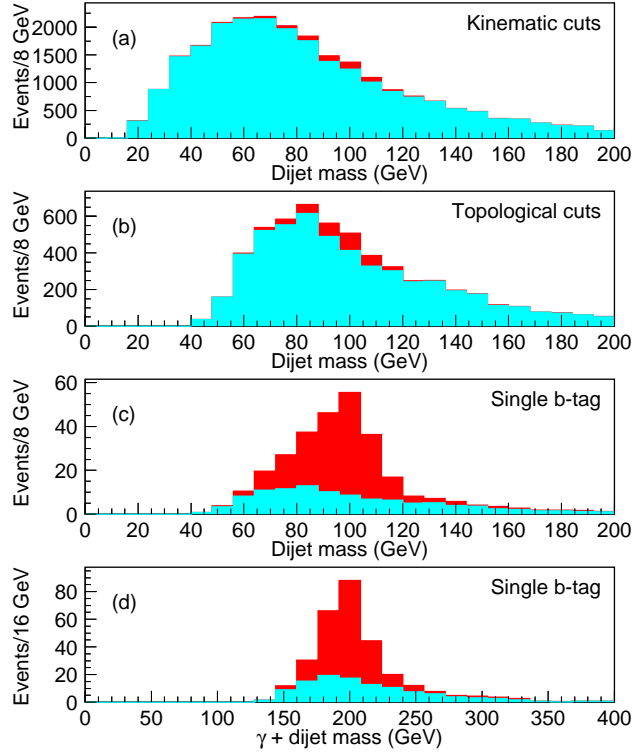 Events/8 GeV
2000
1500
1000
500
0
(a)
Kinematic cuts
0 20 40 60 80 100 120 140 160 180 200
Dijet mass (GeV)
Events/8 GeV
600
400
200
0
(b)
Topological cuts
0 20 40 60 80 100 120 140 160 180 200
Dijet mass (GeV)
Events/8 GeV
60
40
20
0
(c)
Single b-tag
0 20 40 60 80 100 120 140 160 180 200
Dijet mass (GeV)
Events/16 GeV
80
60
40
20
0
(d)
Single b-tag
0 50 100 150 200 250 300 350 400
γ + dijet mass (GeV)